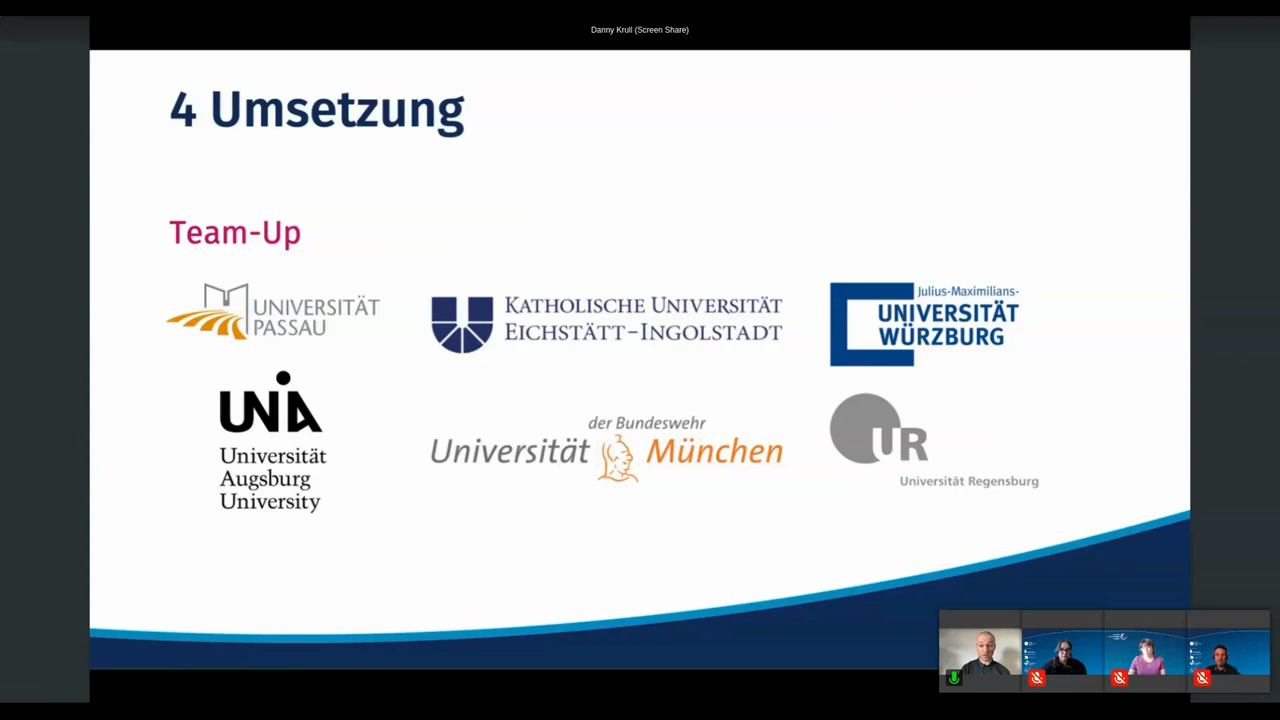 Danny Krull (Screen Share)
4 Umsetzung
Team-Up
UNIVERSITÄT
PASSAU
KATHOLISCHE UNIVERSITÄT
EICHSTÄTT-INGOLSTADT
Julius-Maximilians-
UNIVERSITÄT
WÜRZBURG
UNIA
Universität
Augsburg
University
der Bundeswehr
Universität München
UR
Universität Regensburg